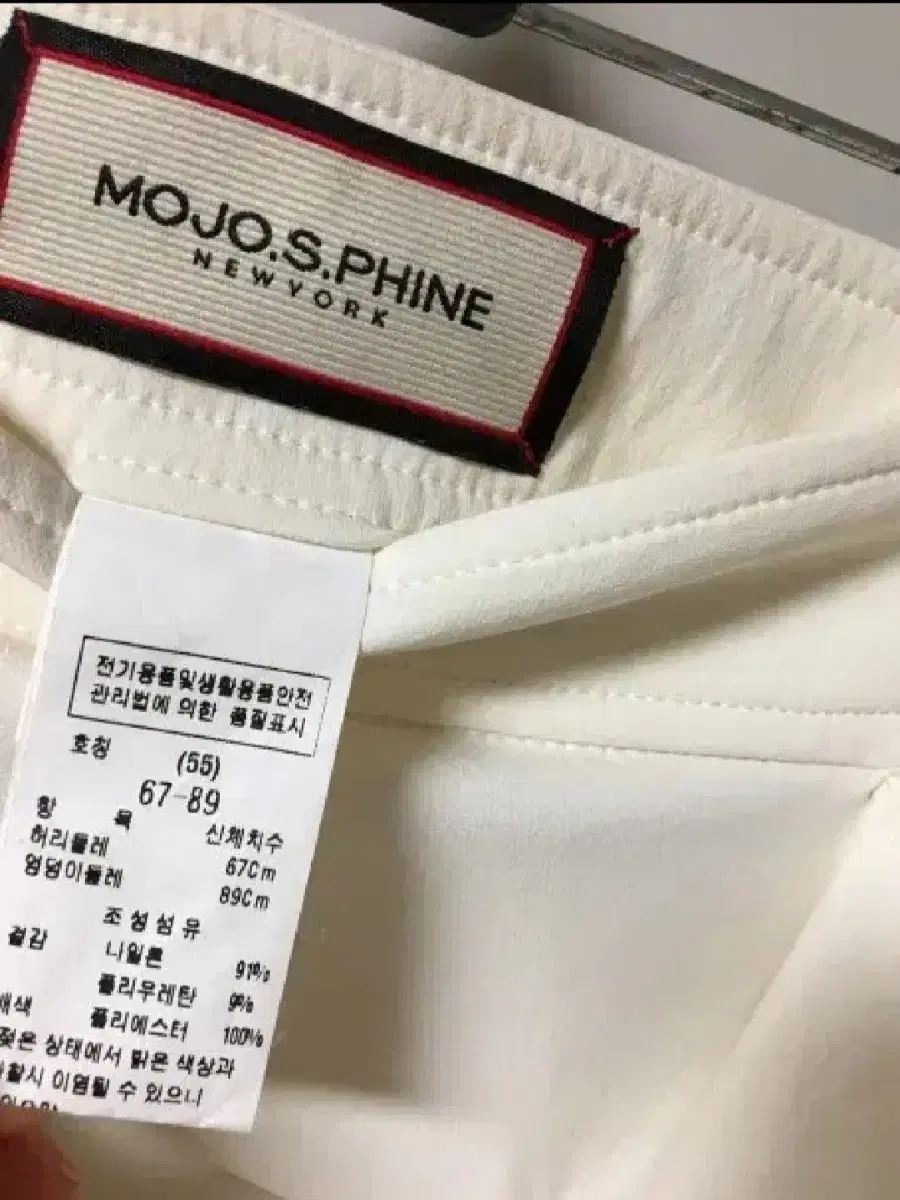 MOJO.S.PHINE
NEW YORK
전기용품및생활용품안전
관리법에 의한 품질표시
호칭 (55)
67-89
항 목 신체치수
허리둘레 67Cm
엉덩이둘레 89Cm
조성섬유
겉감 나일론 91%
폴리우레탄 9%
배색 폴리에스터 100%
젖은 상태에서 밝은 색상과
할시 이염될 수 있으니